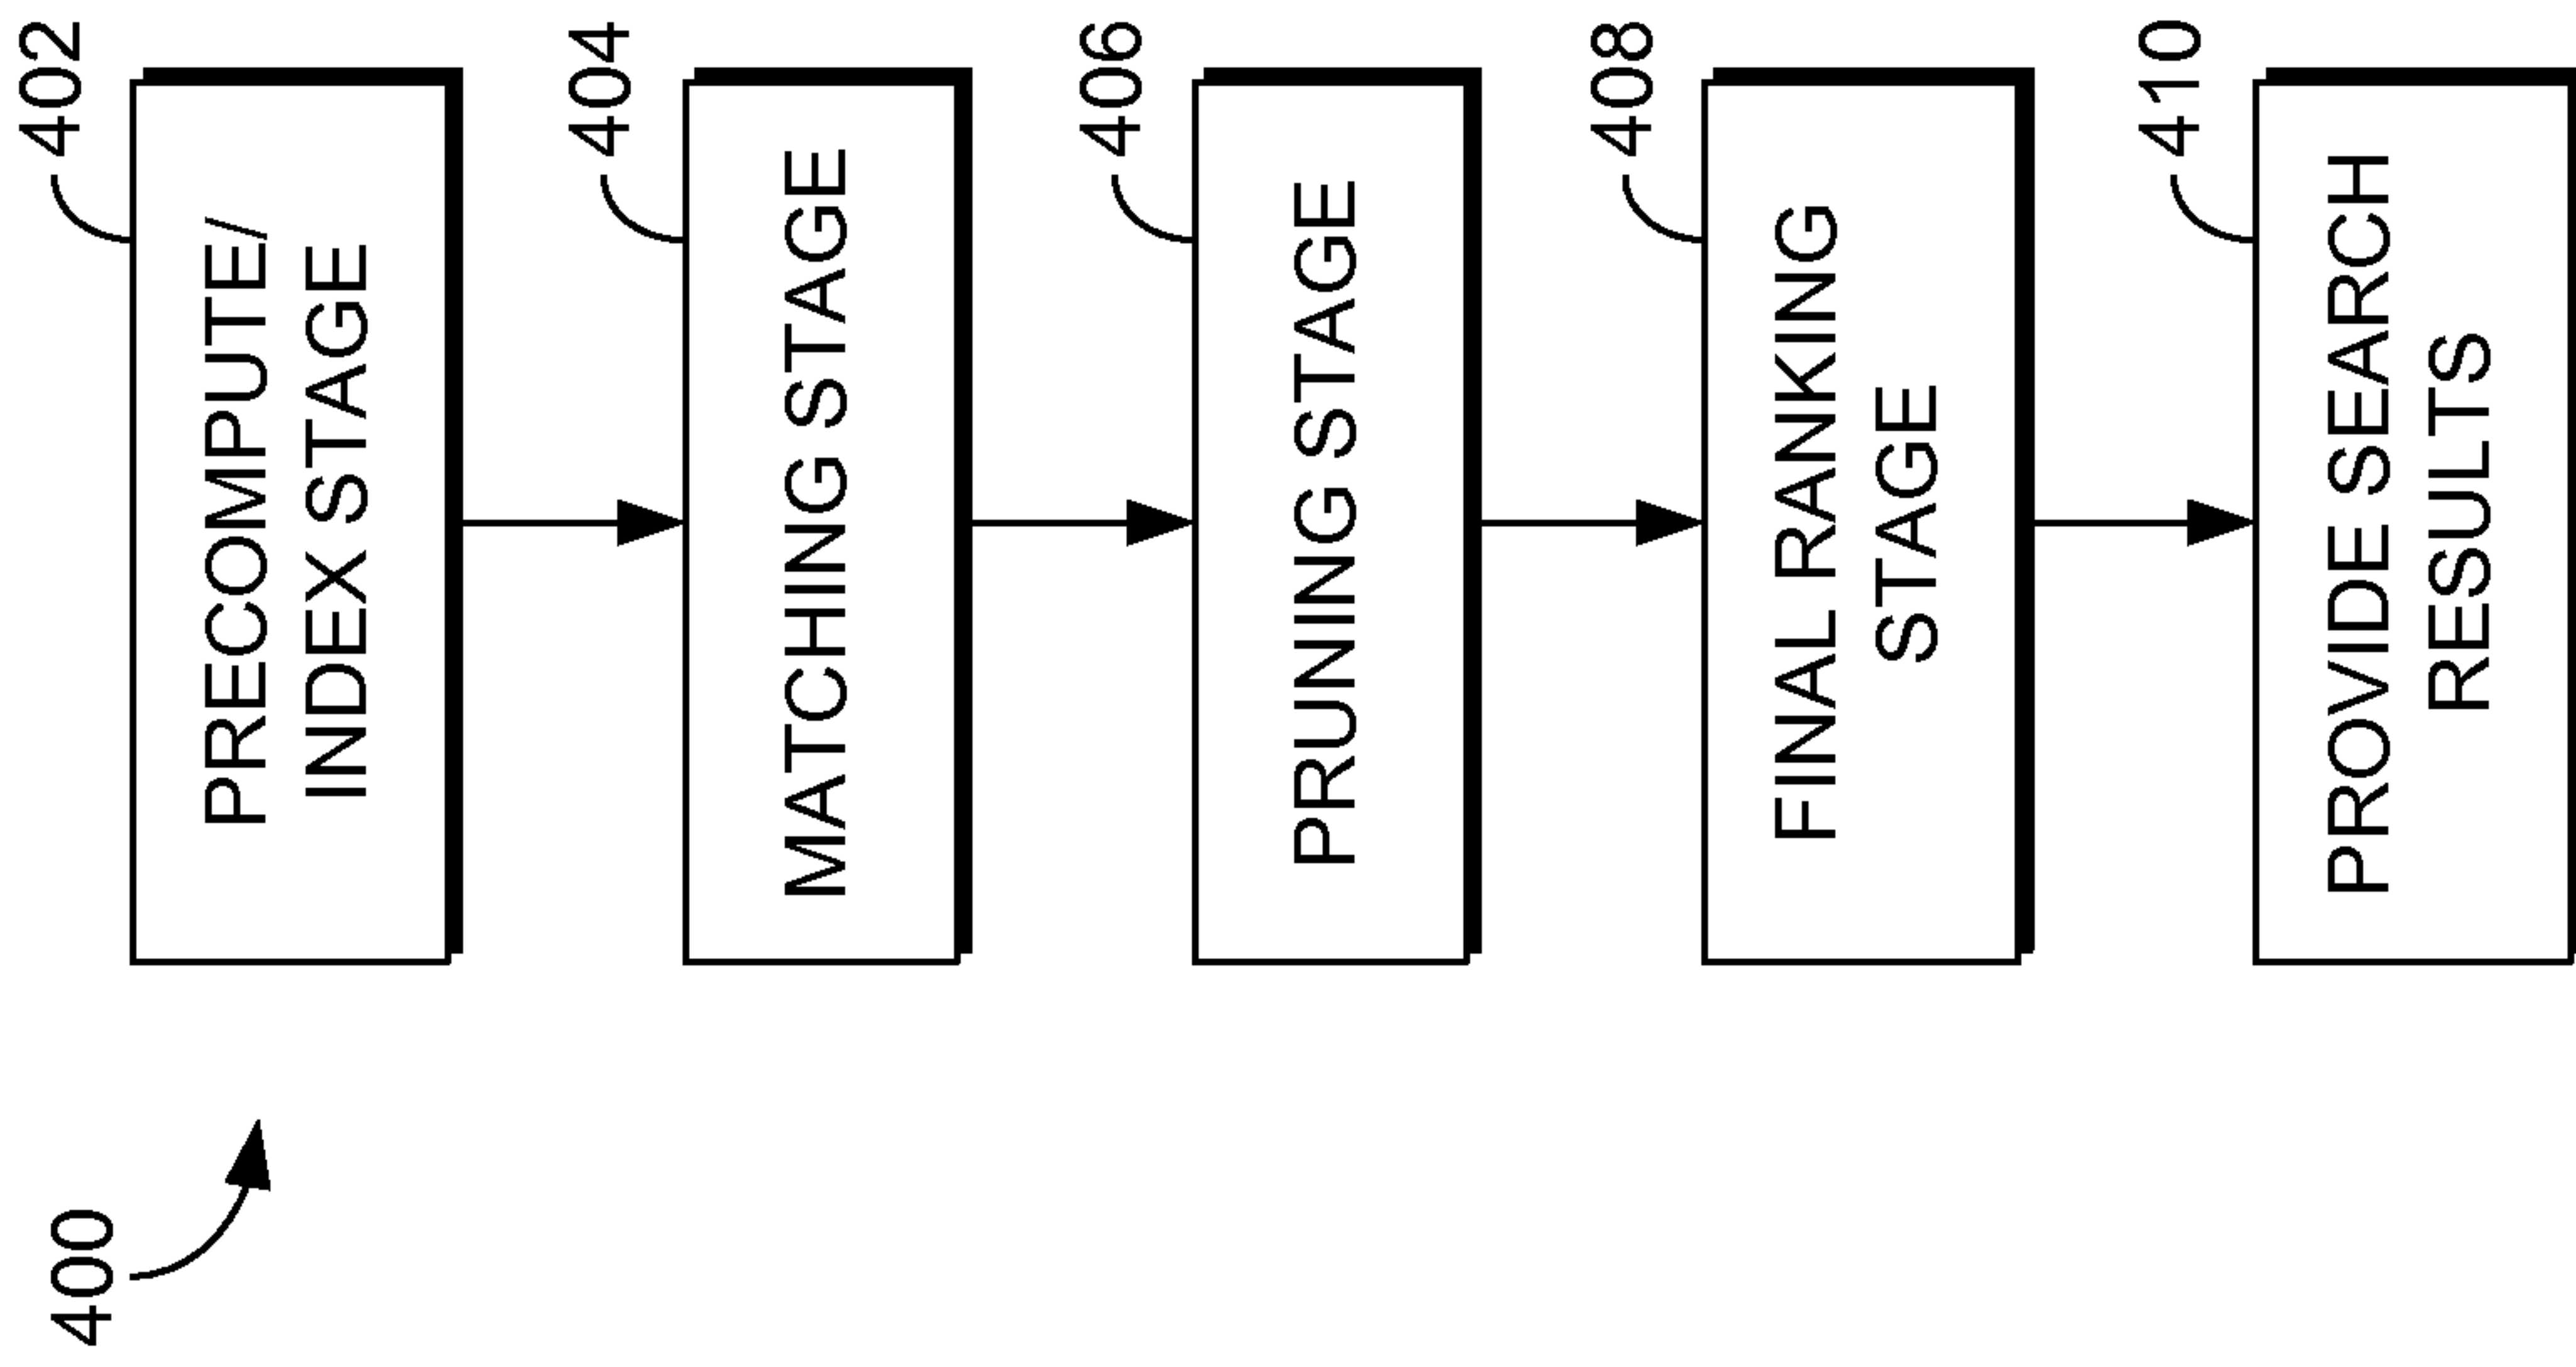 400
402
PRECOMPUTE/
INDEX STAGE
404
MATCHING STAGE
406
PRUNING STAGE
408
FINAL RANKING
STAGE
410
PROVIDE SEARCH
RESULTS